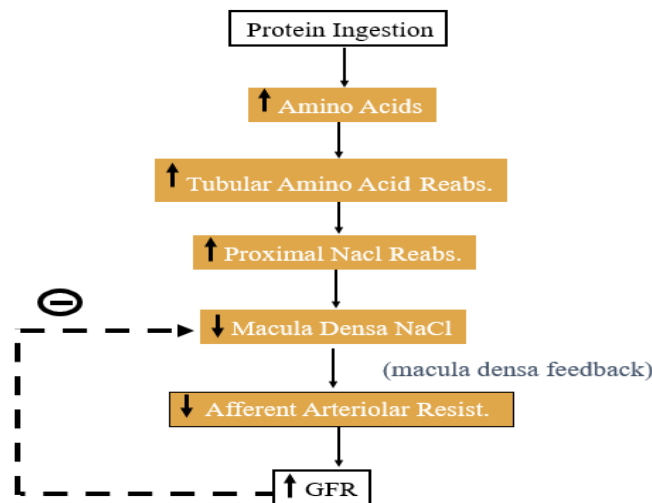 Protein Ingestion
↑ Amino Acids
↑ Tubular Amino Acid Reabs.
↑ Proximal Nacl Reabs.
↓ Macula Densa NaCl
(macula densa feedback)
↓ Afferent Arteriolar Resist.
↑ GFR